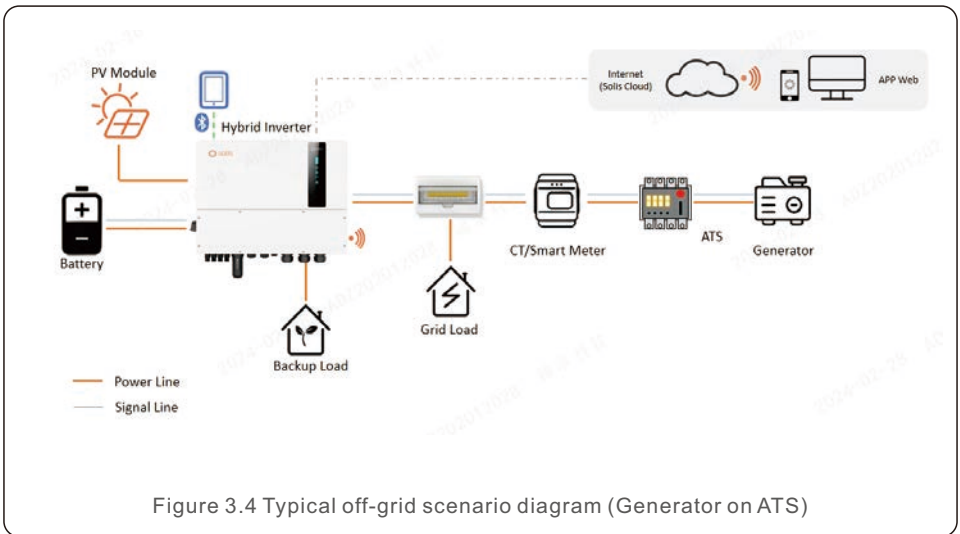 PV Module
Internet
(Solis Cloud)
APP Web
Hybrid Inverter
Battery
CT/Smart Meter
ATS
Generator
Grid Load
Backup Load
Power Line
Signal Line
Figure 3.4 Typical off-grid scenario diagram (Generator on ATS)